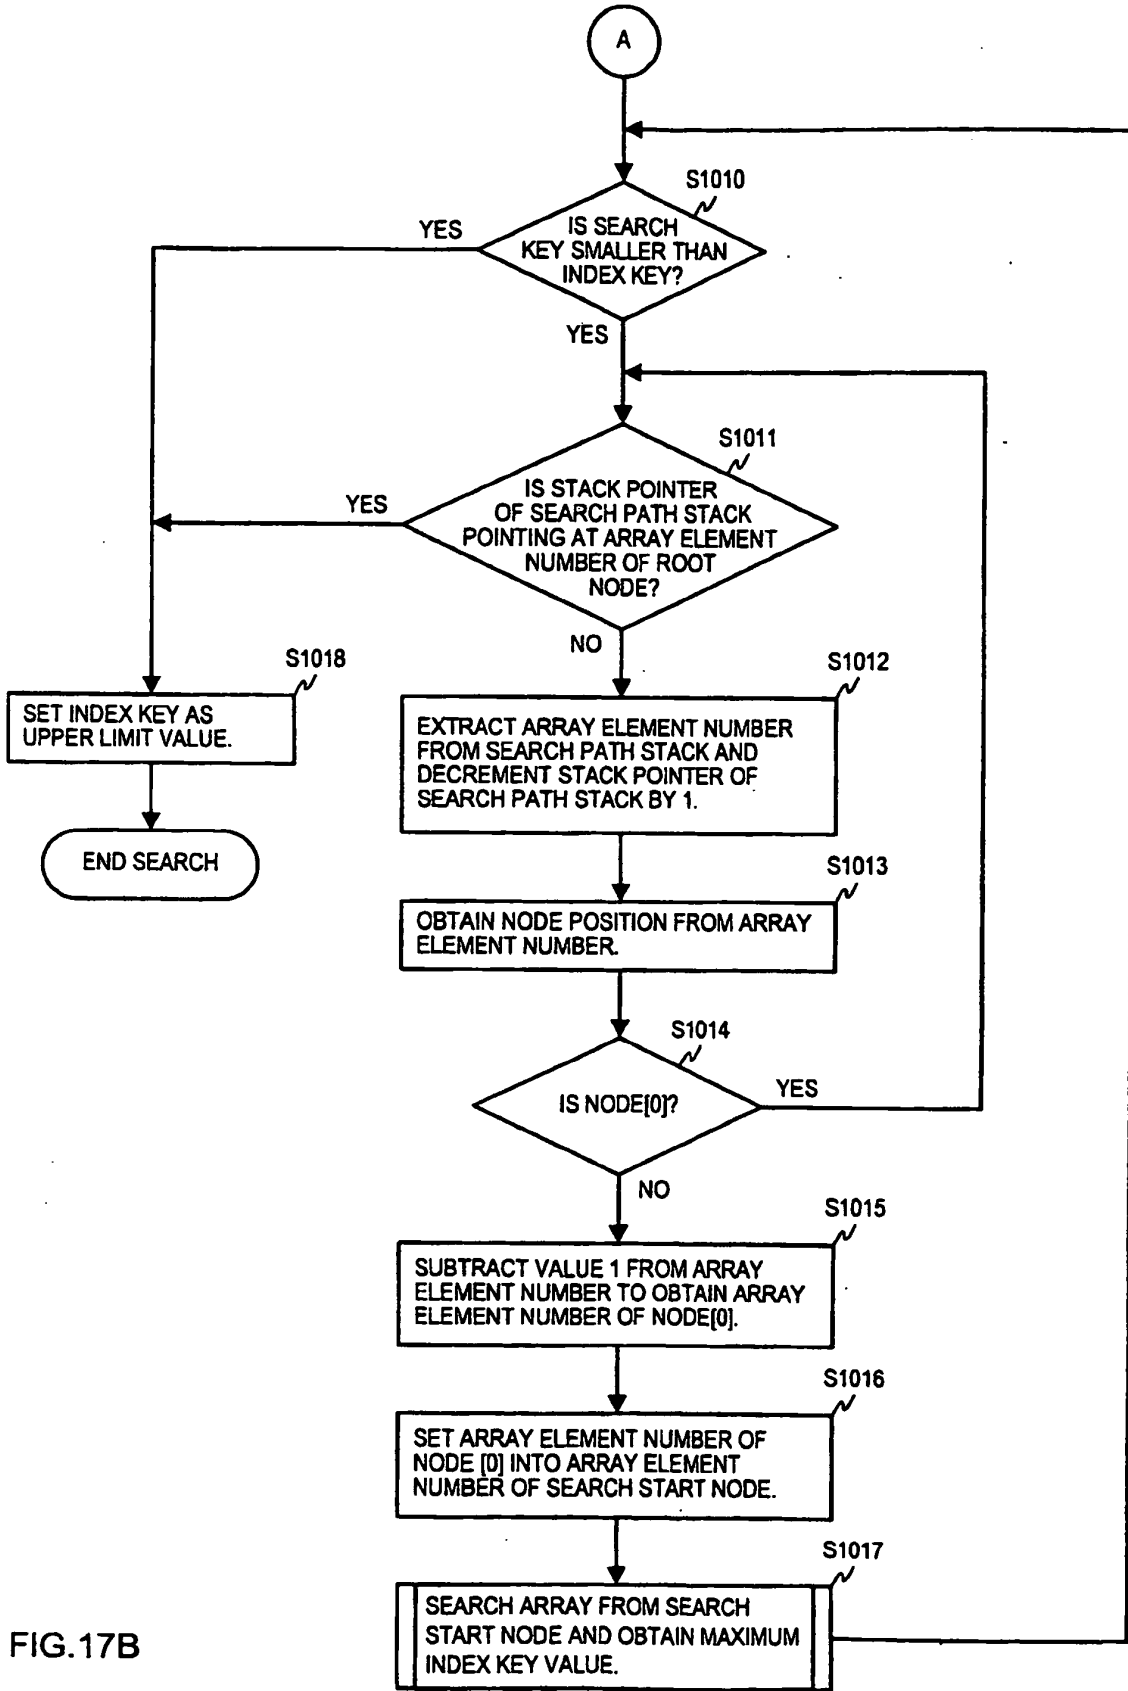 A
S1010
YES
IS SEARCH
KEY SMALLER THAN
INDEX KEY?
YES
S1011
YES
IS STACK POINTER
OF SEARCH PATH STACK
POINTING AT ARRAY ELEMENT
NUMBER OF ROOT
NODE?
NO
S1018
SET INDEX KEY AS
UPPER LIMIT VALUE.
END SEARCH
S1012
EXTRACT ARRAY ELEMENT NUMBER
FROM SEARCH PATH STACK AND
DECREMENT STACK POINTER OF
SEARCH PATH STACK BY 1.
S1013
OBTAIN NODE POSITION FROM ARRAY
ELEMENT NUMBER.
S1014
IS NODE[0]?
YES
NO
S1015
SUBTRACT VALUE 1 FROM ARRAY
ELEMENT NUMBER TO OBTAIN ARRAY
ELEMENT NUMBER OF NODE[0].
S1016
SET ARRAY ELEMENT NUMBER OF
NODE [0] INTO ARRAY ELEMENT
NUMBER OF SEARCH START NODE.
S1017
SEARCH ARRAY FROM SEARCH
START NODE AND OBTAIN MAXIMUM
INDEX KEY VALUE.
FIG.17B